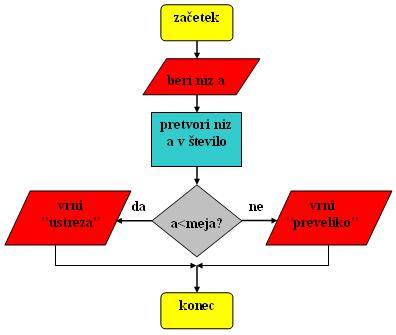 začetek
beri niz a
pretvori niz
a v število
a<meja?
da
ne
vrni
"ustreza"
vrni
"preveliko"
konec